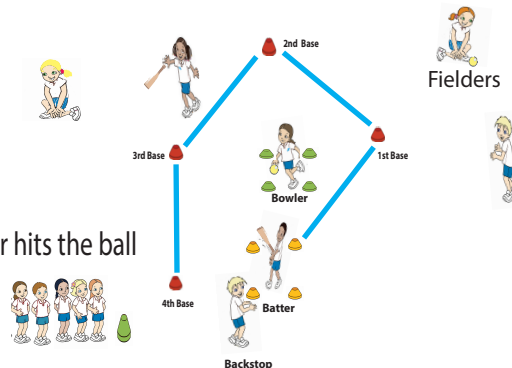 2nd Base
Fielders
3rd Base
1st Base
Bowler
r hits the ball
4th Base
Batter
Backstop